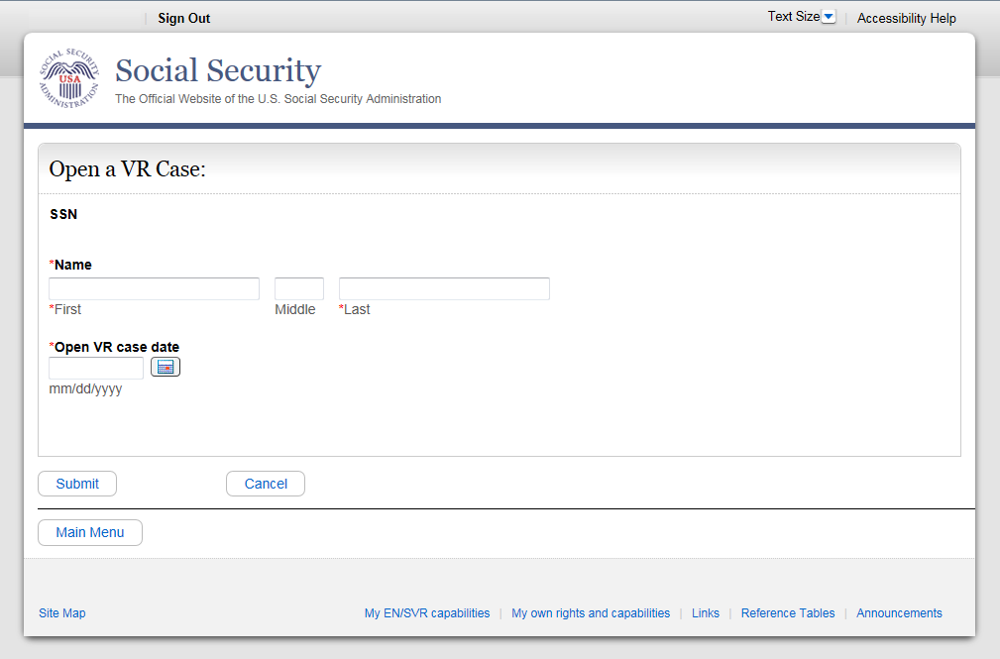 Sign Out
Text Size
Accessibility Help
SOCIAL SECURITY ADMINISTRATION
USA
Social Security
The Official Website of the U.S. Social Security Administration
Open a VR Case:
SSN
*Name
*First Middle *Last
*Open VR case date
mm/dd/yyyy
Submit Cancel
Main Menu
Site Map My EN/SVR capabilities | My own rights and capabilities | Links | Reference Tables | Announcements